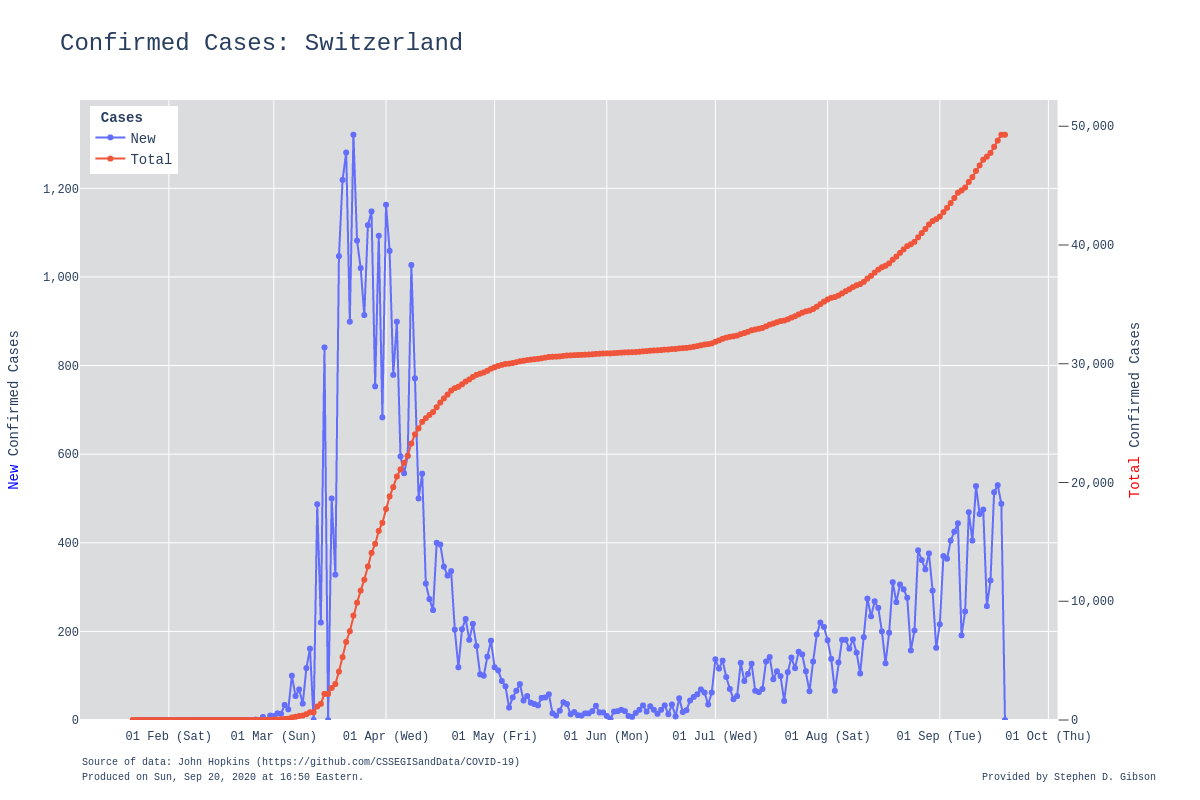 Confirmed Cases: Switzerland
Cases
New
Total
1,200
1,000
800
600
400
200
0
New Confirmed Cases
50,000
40,000
30,000
20,000
10,000
0
Total Confirmed Cases
01 Feb (Sat) 01 Mar (Sun) 01 Apr (Wed) 01 May (Fri) 01 Jun (Mon) 01 Jul (Wed) 01 Aug (Sat) 01 Sep (Tue) 01 Oct (Thu)
Source of data: John Hopkins (https://github.com/CSSEGISandData/COVID-19)
Produced on Sun, Sep 20, 2020 at 16:50 Eastern.
Provided by Stephen D. Gibson